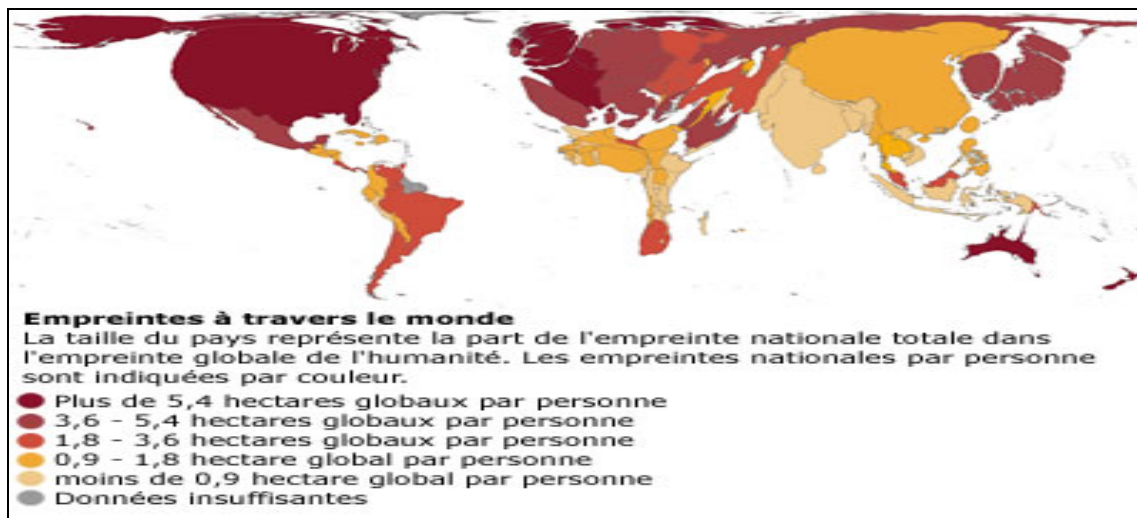 Empreintes à travers le monde
La taille du pays représente la part de l'empreinte nationale totale dans
l'empreinte globale de l'humanité. Les empreintes nationales par personne
sont indiquées par couleur.
Plus de 5,4 hectares globaux par personne
3,6 - 5,4 hectares globaux par personne
1,8 - 3,6 hectares globaux par personne
0,9 - 1,8 hectare global par personne
moins de 0,9 hectare global par personne
Données insuffisantes